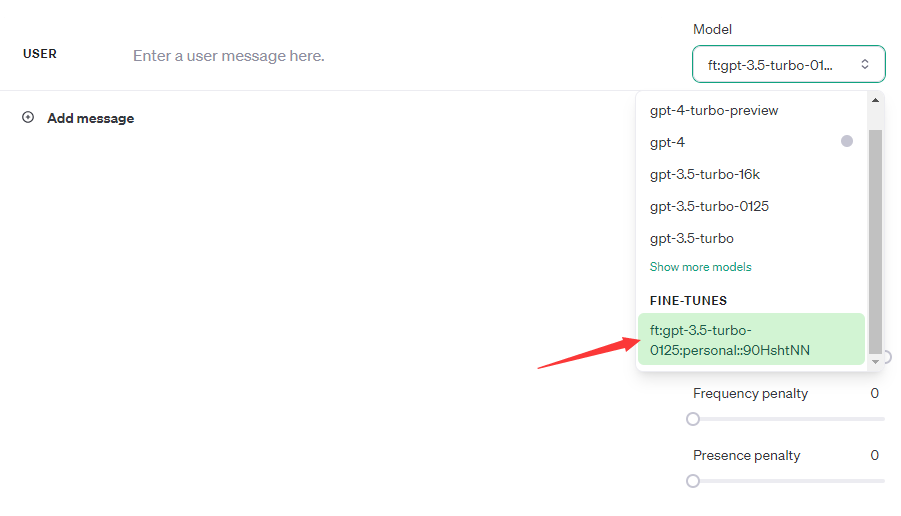 Model
USER
Enter a user message here.
ft:gpt-3.5-turbo-01...
Add message
gpt-4-turbo-preview
gpt-4
gpt-3.5-turbo-16k
gpt-3.5-turbo-0125
gpt-3.5-turbo
Show more models
FINE-TUNES
ft:gpt-3.5-turbo-
0125:personal::90HshtNN
Frequency penalty 0
Presence penalty 0